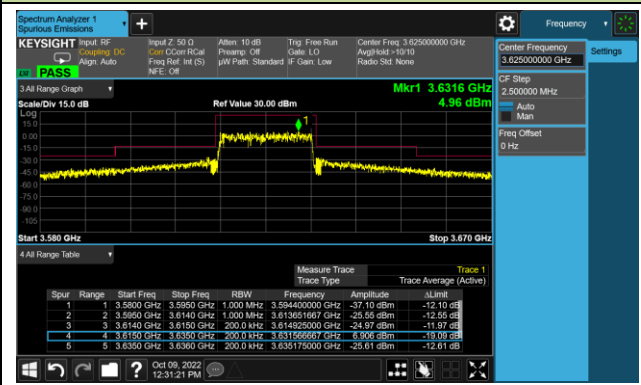 Spectrum Analyzer 1
Spurious Emissions
+
Frequency
KEYSIGHT Input: RF Input Z: 50 Ω Atten: 10 dB Trig: Free Run Center Freq: 3.625000000 GHz
Coupling: DC Corr CCorr RCal Preamp: Off Gate: LO Avg|Hold:>10/10
Align: Auto Freq Ref: Int (S) µW Path: Standard IF Gain: Low Radio Std: None
NFE: Off
PASS
Center Frequency
3.625000000 GHz
Settings
CF Step
2.500000 MHz
Auto
Man
Freq Offset
0 Hz
3 All Range Graph
Mkr1 3.6316 GHz
Scale/Div 15.0 dB Ref Value 30.00 dBm 4.96 dBm
Log
15.0
0.00
-15.0
-30.0
-45.0
-60.0
-75.0
-90.0
-105
1
Start 3.580 GHz Stop 3.670 GHz
4 All Range Table
Measure Trace Trace 1
Trace Type Trace Average (Active)
Spur Range Start Freq Stop Freq RBW Frequency Amplitude ΔLimit
1 1 3.5800 GHz 3.5950 GHz 1.000 MHz 3.594400000 GHz -37.10 dBm -12.10 dB
2 2 3.5950 GHz 3.6140 GHz 1.000 MHz 3.613651667 GHz -25.55 dBm -12.55 dB
3 3 3.6140 GHz 3.6150 GHz 200.0 kHz 3.614925000 GHz -24.97 dBm -11.97 dB
4 4 3.6150 GHz 3.6350 GHz 200.0 kHz 3.631566667 GHz 6.906 dBm -19.09 dB
5 5 3.6350 GHz 3.6360 GHz 200.0 kHz 3.635175000 GHz -25.61 dBm -12.61 dB
?
Oct 09, 2022
12:31:21 PM